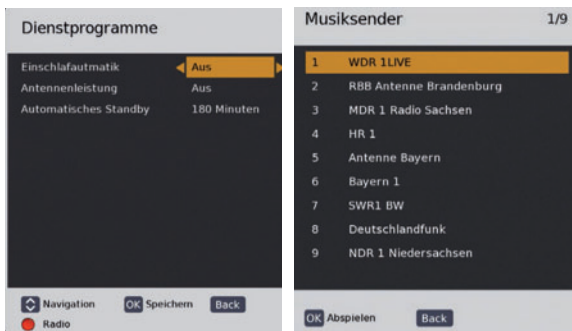 Dienstprogramme
Einschlafautmatik Aus
Antennenleistung Aus
Automatisches Standby 180 Minuten
Navigation OK Speichern Back
Radio
Musiksender 1/9
1 WDR 1LIVE
2 RBB Antenne Brandenburg
3 MDR 1 Radio Sachsen
4 HR 1
5 Antenne Bayern
6 Bayern 1
7 SWR1 BW
8 Deutschlandfunk
9 NDR 1 Niedersachsen
OK Abspielen Back